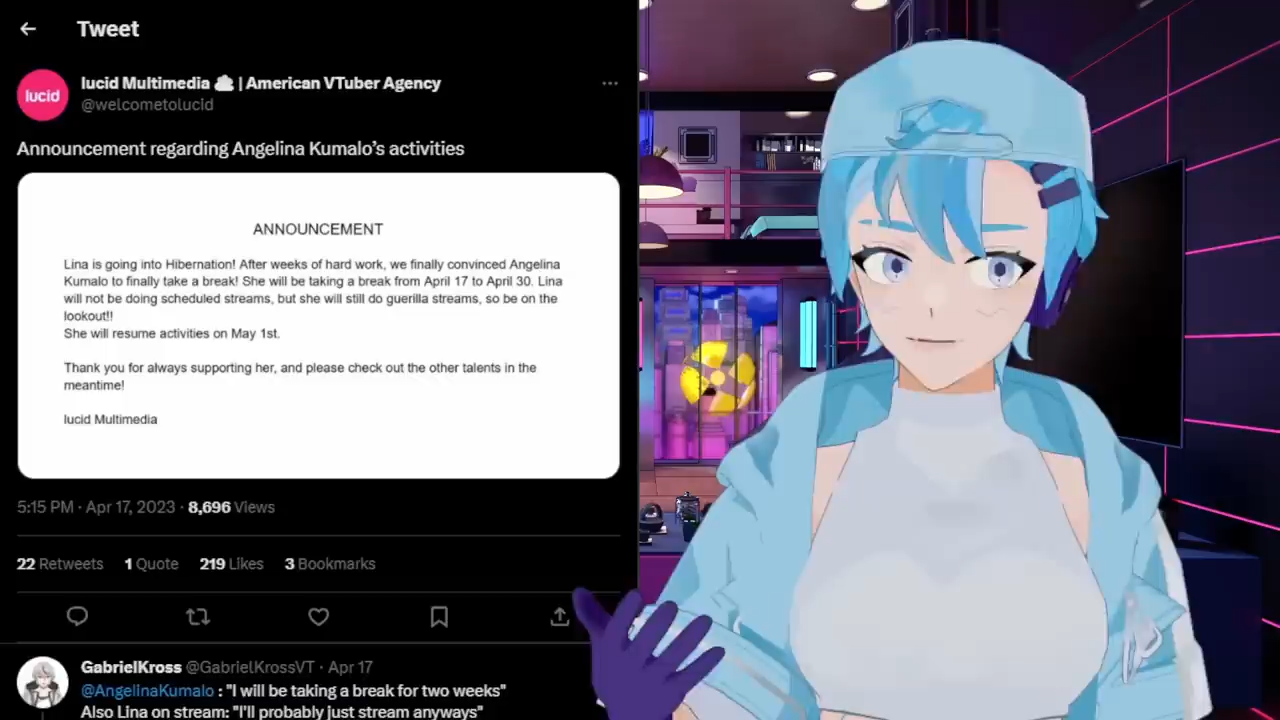 Tweet
lucid Multimedia | American VTuber Agency
lucid
@welcometolucid
Announcement regarding Angelina Kumalo’s activities
ANNOUNCEMENT
Lina is going into Hibernation! After weeks of hard work, we finally convinced Angelina
Kumalo to finally take a break! She will be taking a break from April 17 to April 30. Lina
will not be doing scheduled streams, but she will still do guerilla streams, so be on the
lookout!!
She will resume activities on May 1st.
Thank you for always supporting her, and please check out the other talents in the
meantime!
lucid Multimedia
5:15 PM · Apr 17, 2023 · 8,696 Views
22 Retweets 1 Quote 219 Likes 3 Bookmarks
GabrielKross @GabrielKrossVT · Apr 17
@AngelinaKumalo : "I will be taking a break for two weeks"
Also Lina on stream: "I'll probably just stream anyways"